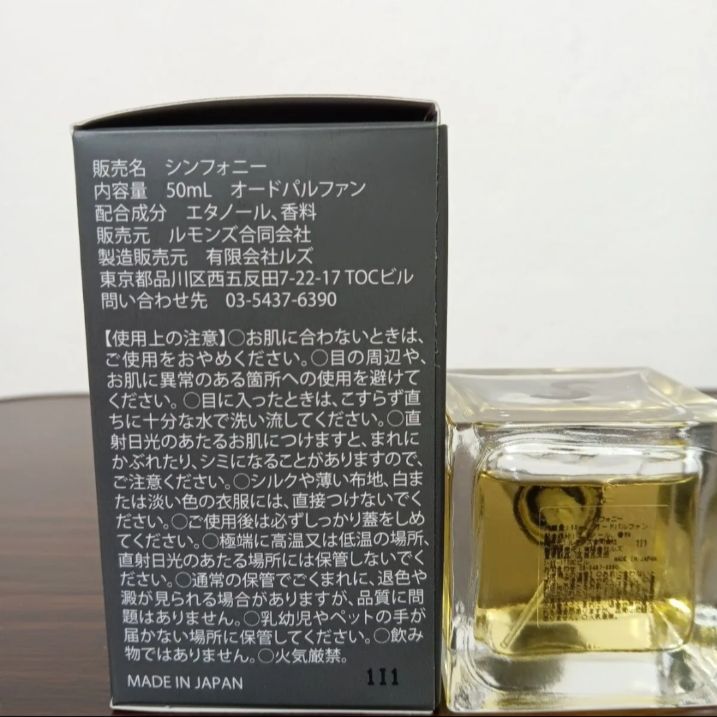 販売名 シンフォニー
内容量 50mL オードパルファン
配合成分 エタノール、香料
販売元 ルモンズ合同会社
製造販売元 有限会社ルズ
東京都品川区西五反田7-22-17 TOCビル
問い合わせ先 03-5437-6390
【使用上の注意】○お肌に合わないときは、
ご使用をおやめください。○目の周辺や、
お肌に異常のある箇所への使用を避けて
ください。○目に入ったときは、こすらず直
ちに十分な水で洗い流してください。○直
射日光のあたるお肌につけますと、まれに
かぶれたり、シミになることがありますので、
ご注意ください。○シルクや薄い布地、白ま
たは淡い色の衣服には、直接つけないでく
ださい。○ご使用後は必ずしっかり蓋をしめ
てください。○極端に高温又は低温の場所、
直射日光のあたる場所には保管しないでく
ださい。○通常の保管でごくまれに、退色や
澱が見られる場合がありますが、品質に問
題はありません。○乳幼児やペットの手が
届かない場所に保管してください。○飲み
物ではありません。○火気厳禁。
MADE IN JAPAN 1I1
オードパルファン
香料
1I1
MADE IN JAPAN